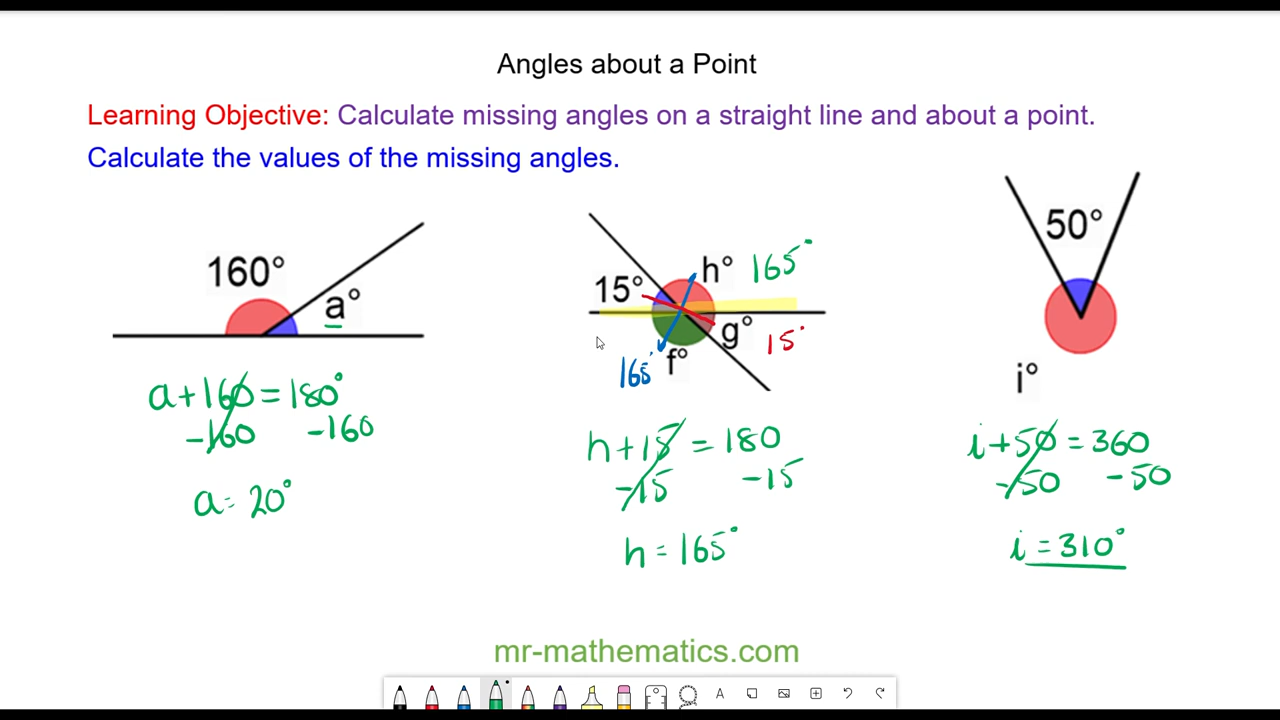 Angles about a Point
Learning Objective: Calculate missing angles on a straight line and about a point.
Calculate the values of the missing angles.
160°
a°
a+160=180°
-160 -160
a=20°
15°
h° 165°
g° 15°
165° f°
h+15=180
-15 -15
h=165°
50°
i°
i+50=360
-50 -50
i=310°
mr-mathematics.com
A